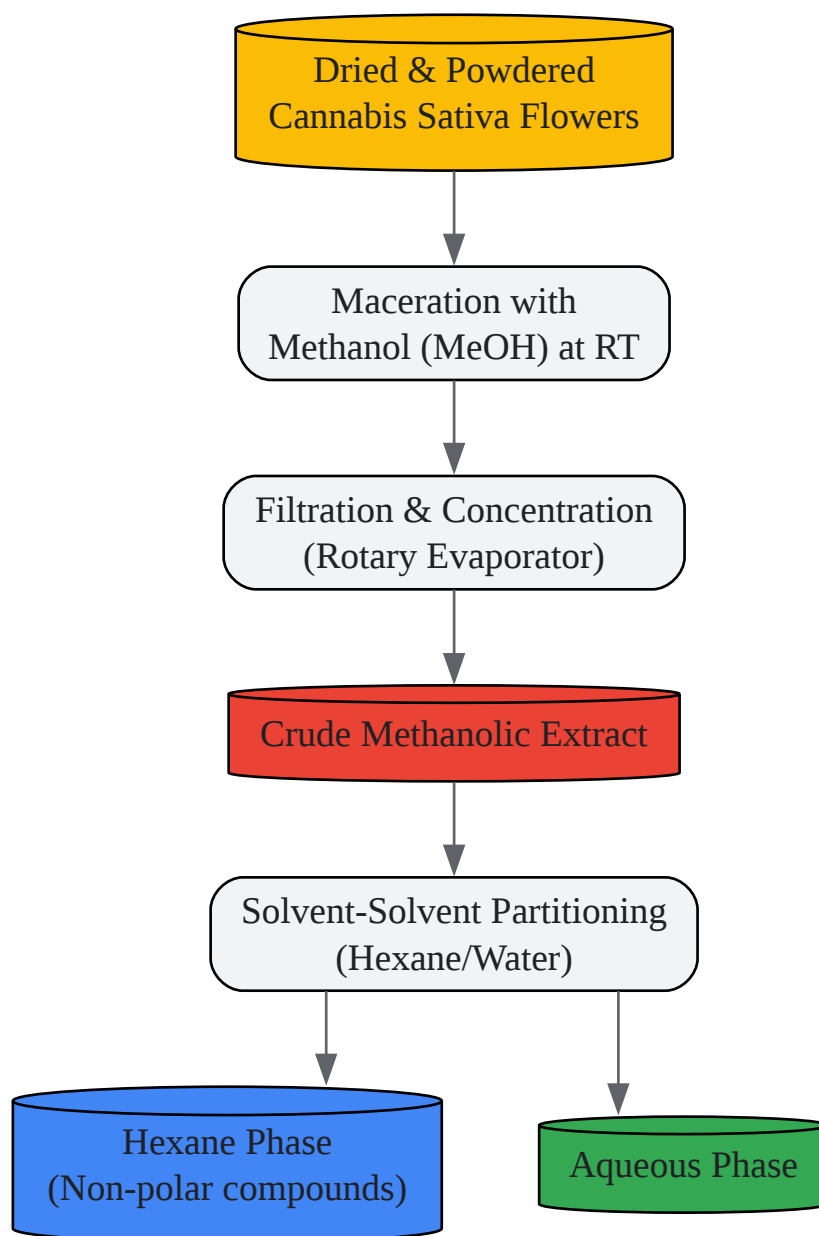 Dried & Powdered
Cannabis Sativa Flowers
Maceration with
Methanol (MeOH) at RT
Filtration & Concentration
(Rotary Evaporator)
Crude Methanolic Extract
Solvent-Solvent Partitioning
(Hexane/Water)
Hexane Phase
(Non-polar compounds)
Aqueous Phase